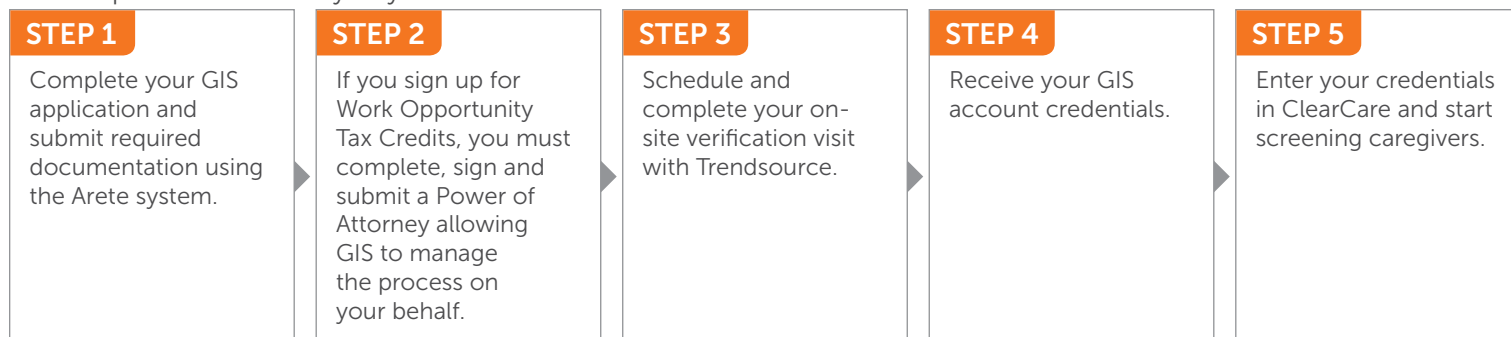 STEP 1
Complete your GIS
application and
submit required
documentation using
the Arete system.
STEP 2
If you sign up for
Work Opportunity
Tax Credits, you must
complete, sign and
submit a Power of
Attorney allowing
GIS to manage
the process on
your behalf.
STEP 3
Schedule and
complete your on-
site verification visit
with Trendsource.
STEP 4
Receive your GIS
account credentials.
STEP 5
Enter your credentials
in ClearCare and start
screening caregivers.